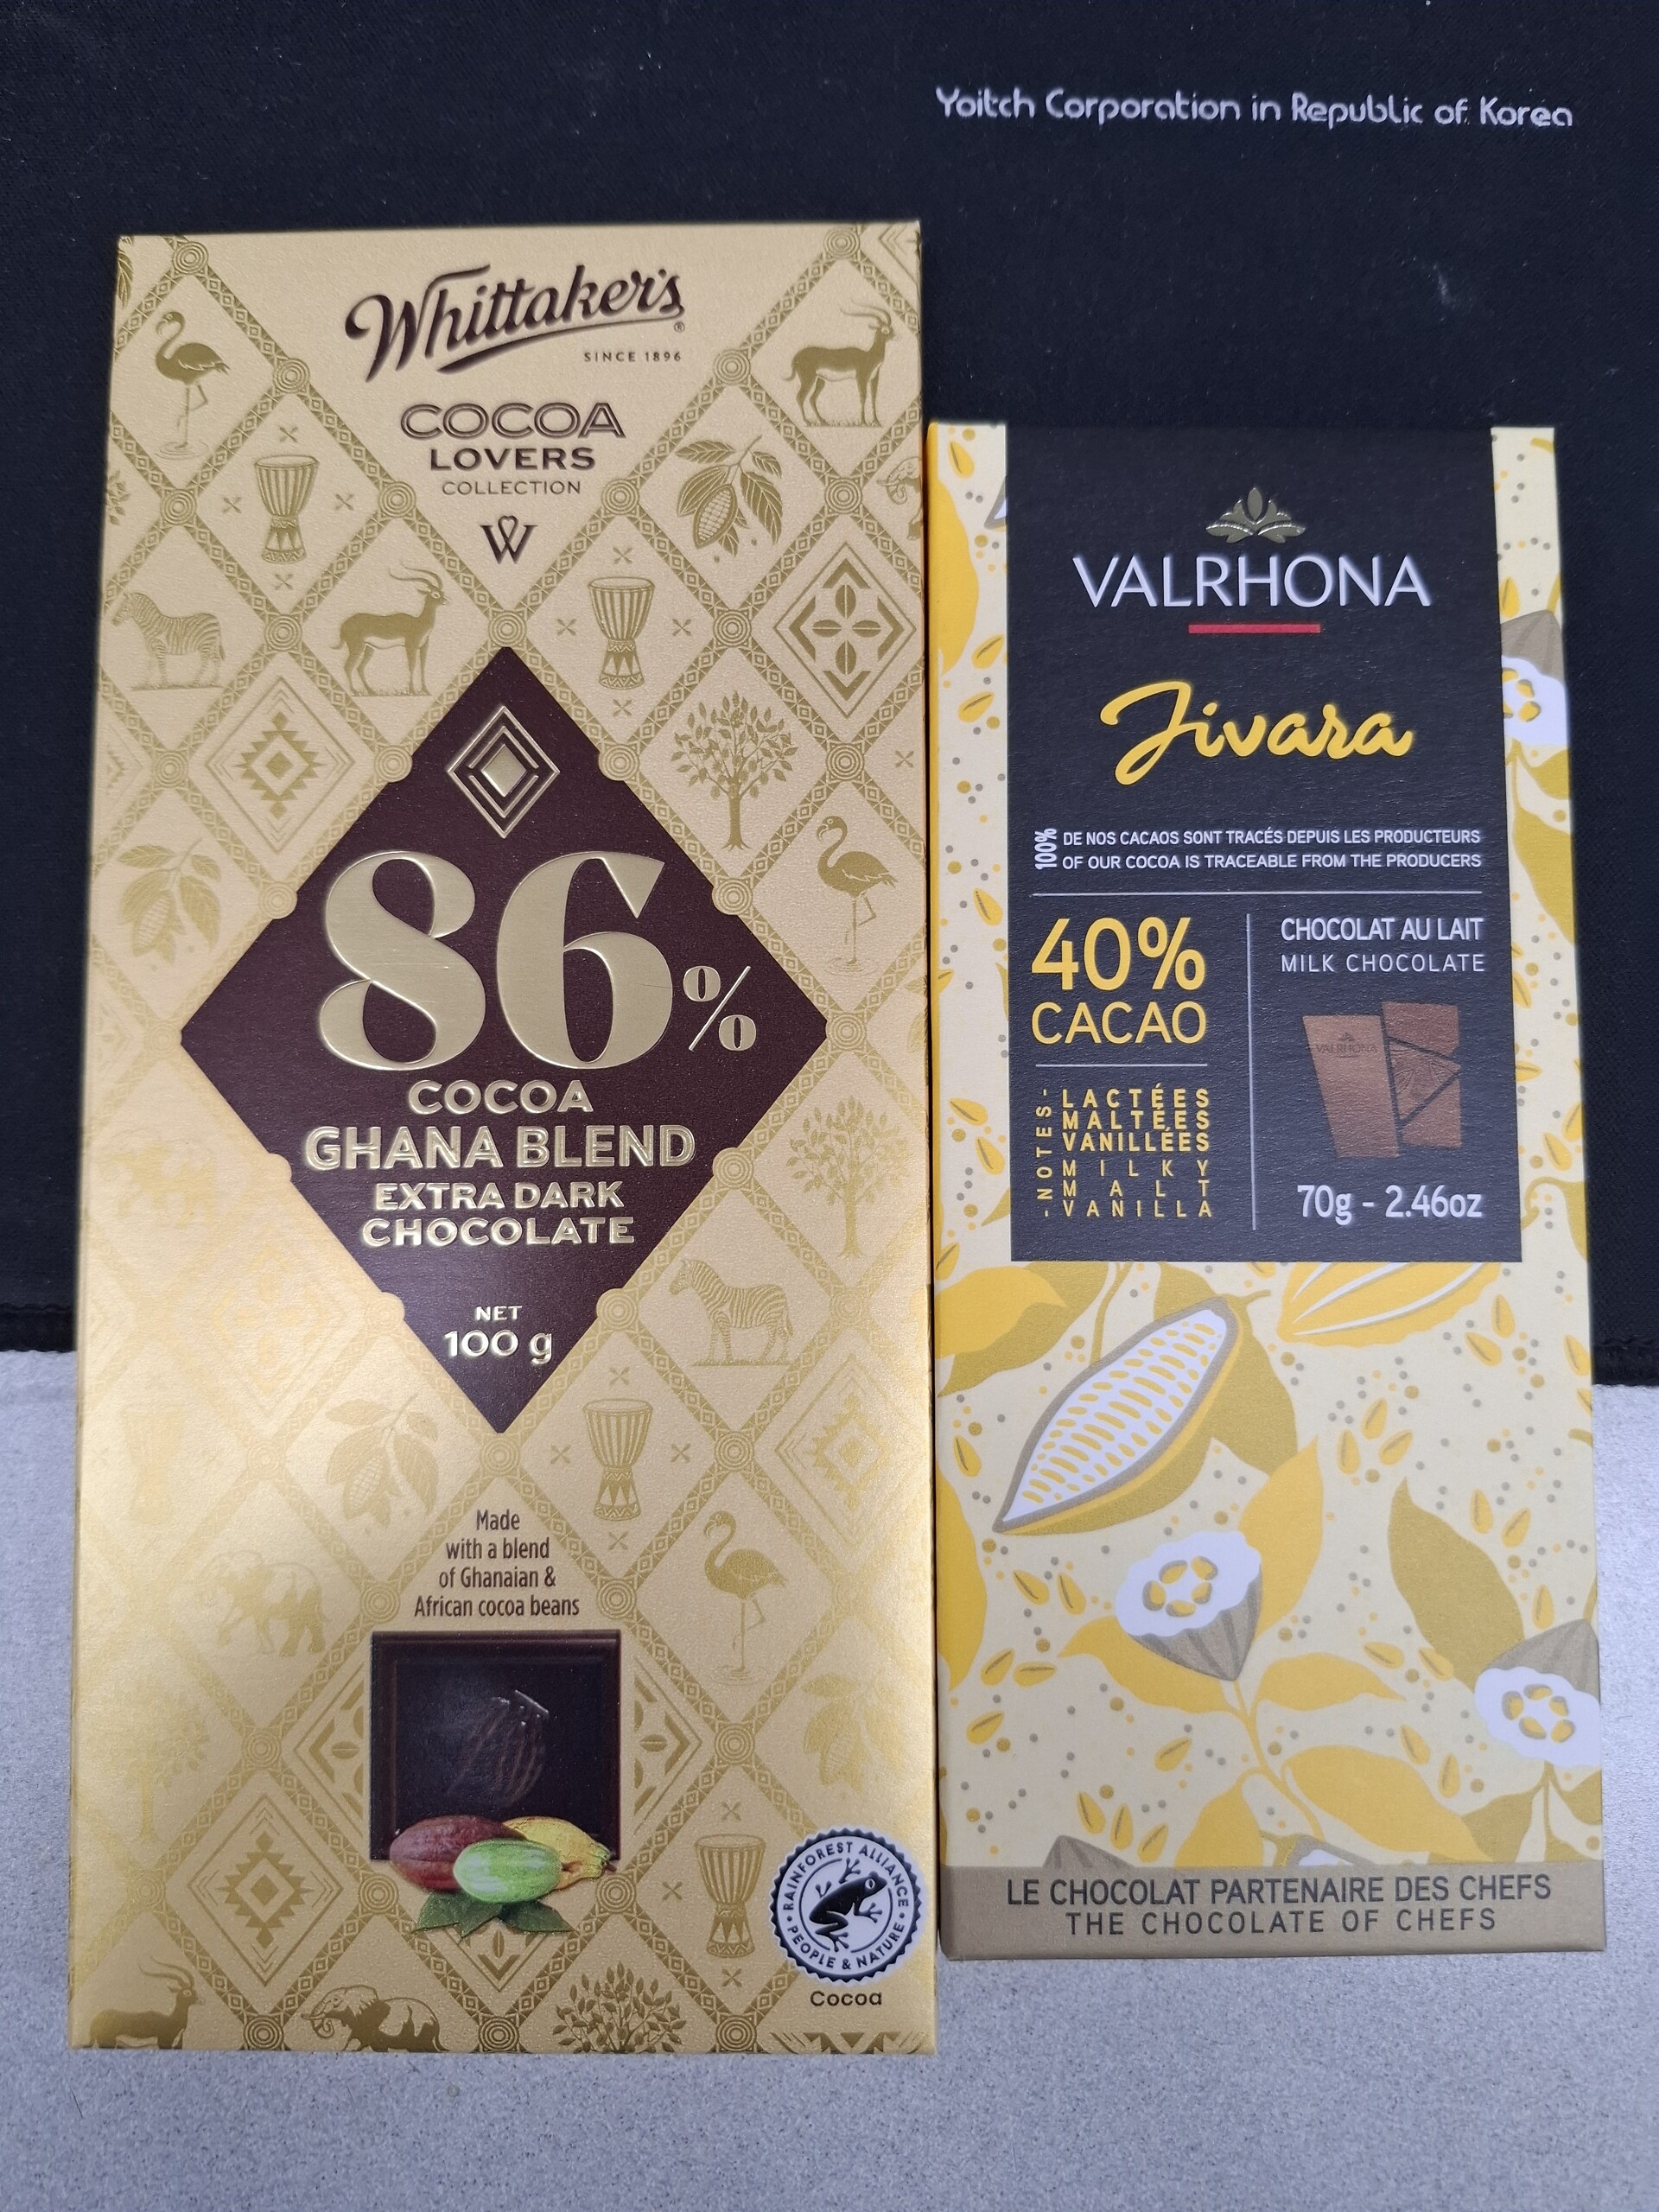 Yoitch Corporation in Republic of Korea
Whittaker's®
SINCE 1896
COCOA
LOVERS
COLLECTION
W
86%
COCOA
GHANA BLEND
EXTRA DARK
CHOCOLATE
NET
100 g
Made
with a blend
of Ghanaian &
African cocoa beans
RAINFOREST ALLIANCE
PEOPLE & NATURE
Cocoa
VALRHONA
Jivara
100% DE NOS CACAOS SONT TRACÉS DEPUIS LES PRODUCTEURS
OF OUR COCOA IS TRACEABLE FROM THE PRODUCERS
40%
CACAO
-NOTES-
LACTÉES
MALTÉES
VANILLÉES
MILKY
MALT
VANILLA
CHOCOLAT AU LAIT
MILK CHOCOLATE
VALRHONA
70g - 2.46oz
LE CHOCOLAT PARTENAIRE DES CHEFS
THE CHOCOLATE OF CHEFS